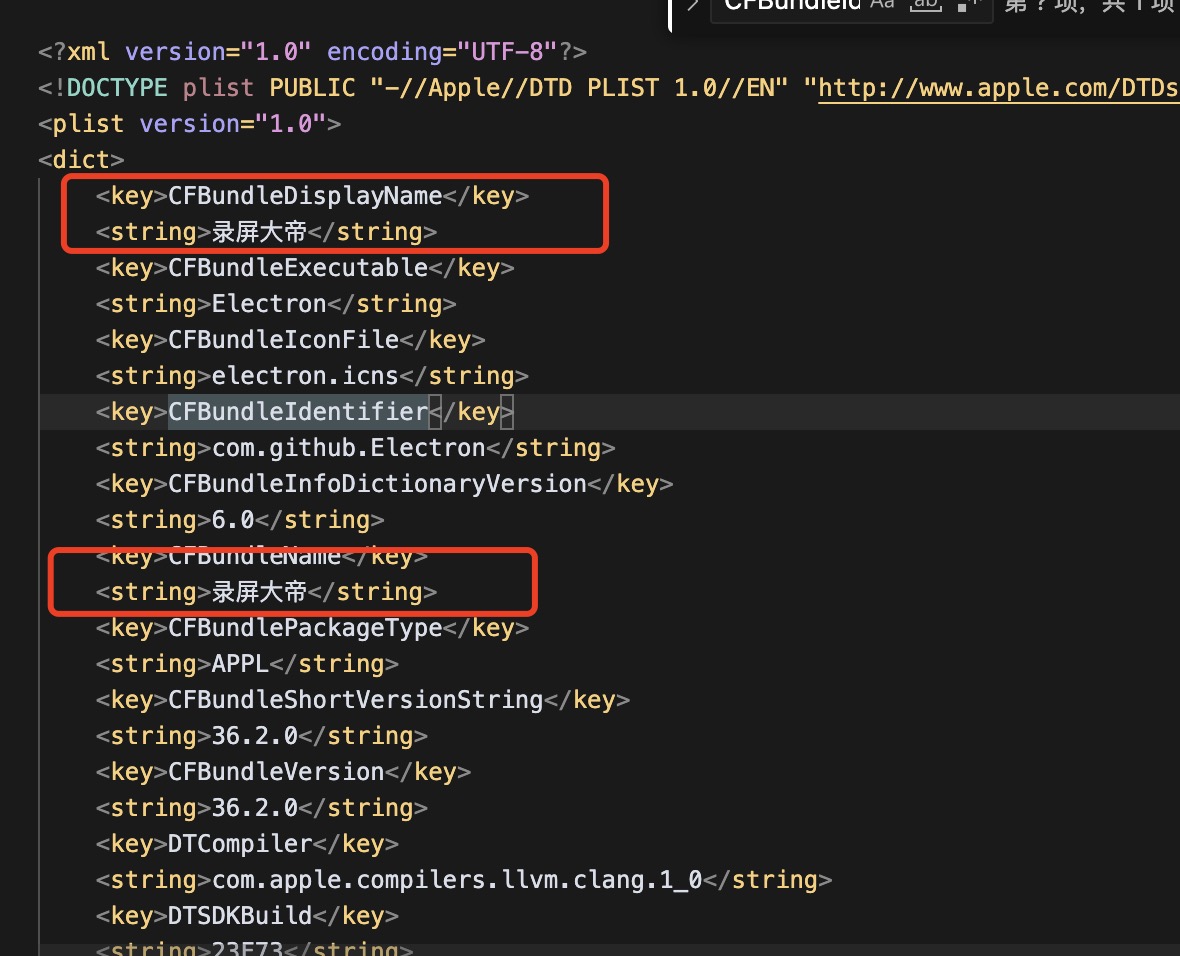 CFBundleId Aa ab 第 ? 项, 共 1 项
<?xml version="1.0" encoding="UTF-8"?>
<!DOCTYPE plist PUBLIC "-//Apple//DTD PLIST 1.0//EN" "http://www.apple.com/DTDs
<plist version="1.0">
<dict>
<key>CFBundleDisplayName</key>
<string>录屏大帝</string>
<key>CFBundleExecutable</key>
<string>Electron</string>
<key>CFBundleIconFile</key>
<string>electron.icns</string>
<key>CFBundleIdentifier</key>
<string>com.github.Electron</string>
<key>CFBundleInfoDictionaryVersion</key>
<string>6.0</string>
<key>CFBundleName</key>
<string>录屏大帝</string>
<key>CFBundlePackageType</key>
<string>APPL</string>
<key>CFBundleShortVersionString</key>
<string>36.2.0</string>
<key>CFBundleVersion</key>
<string>36.2.0</string>
<key>DTCompiler</key>
<string>com.apple.compilers.llvm.clang.1_0</string>
<key>DTSDKBuild</key>
<string>23F73</string>